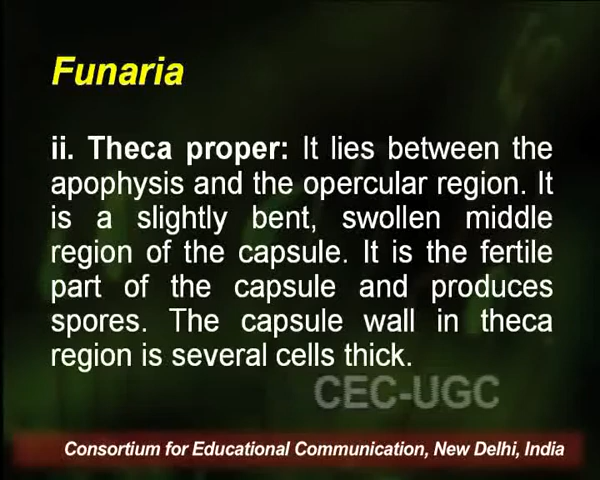 Funaria
ii. Theca proper: It lies between the
apophysis and the opercular region. It
is a slightly bent, swollen middle
region of the capsule. It is the fertile
part of the capsule and produces
spores. The capsule wall in theca
region is several cells thick.
CEC-UGC
Consortium for Educational Communication, New Delhi, India